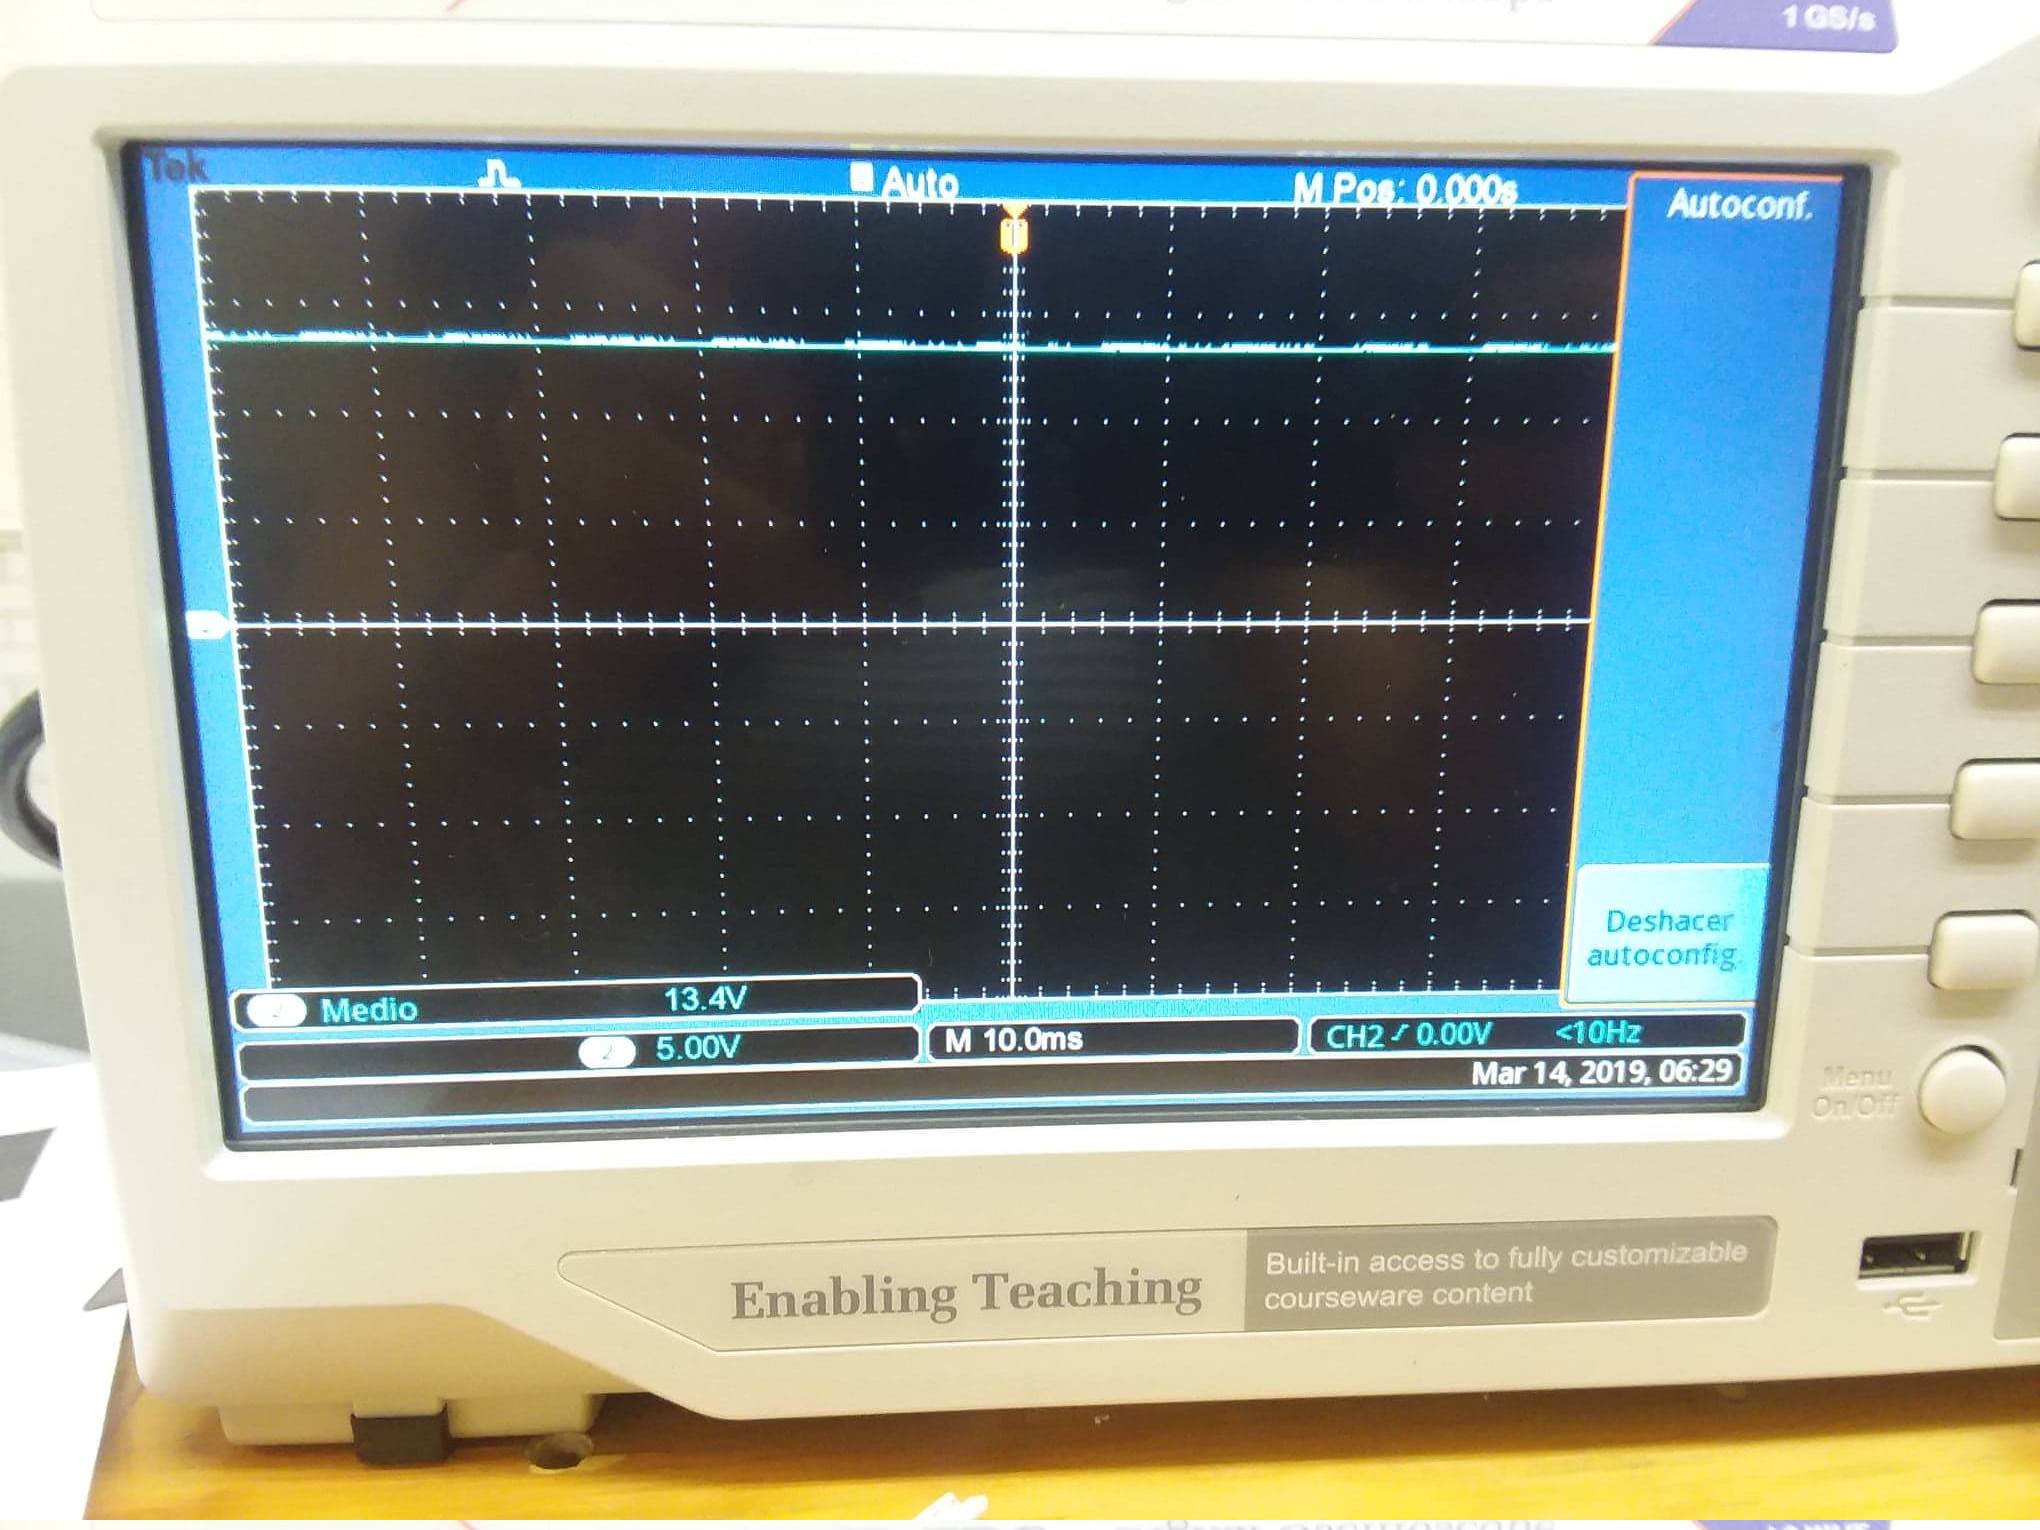 1 GS/s
Tek
Auto
M Pos: 0.000s
Autoconf.
Deshacer
autoconfig.
2 Medio 13.4V
2 5.00V
M 10.0ms
CH2 0.00V <10Hz
Mar 14, 2019, 06:29
Menu
On/Off
Enabling Teaching
Built-in access to fully customizable
courseware content